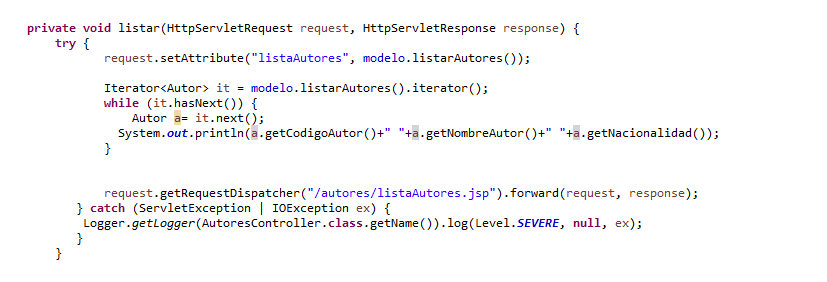 private void listar(HttpServletRequest request, HttpServletResponse response) {
try {
request.setAttribute("listaAutores", modelo.listarAutores());
Iterator<Autor> it = modelo.listarAutores().iterator();
while (it.hasNext()) {
Autor a= it.next();
System.out.println(a.getCodigoAutor()+" "+a.getNombreAutor()+" "+a.getNacionalidad());
}
request.getRequestDispatcher("/autores/listaAutores.jsp").forward(request, response);
} catch (ServletException | IOException ex) {
Logger.getLogger(AutoresController.class.getName()).log(Level.SEVERE, null, ex);
}
}